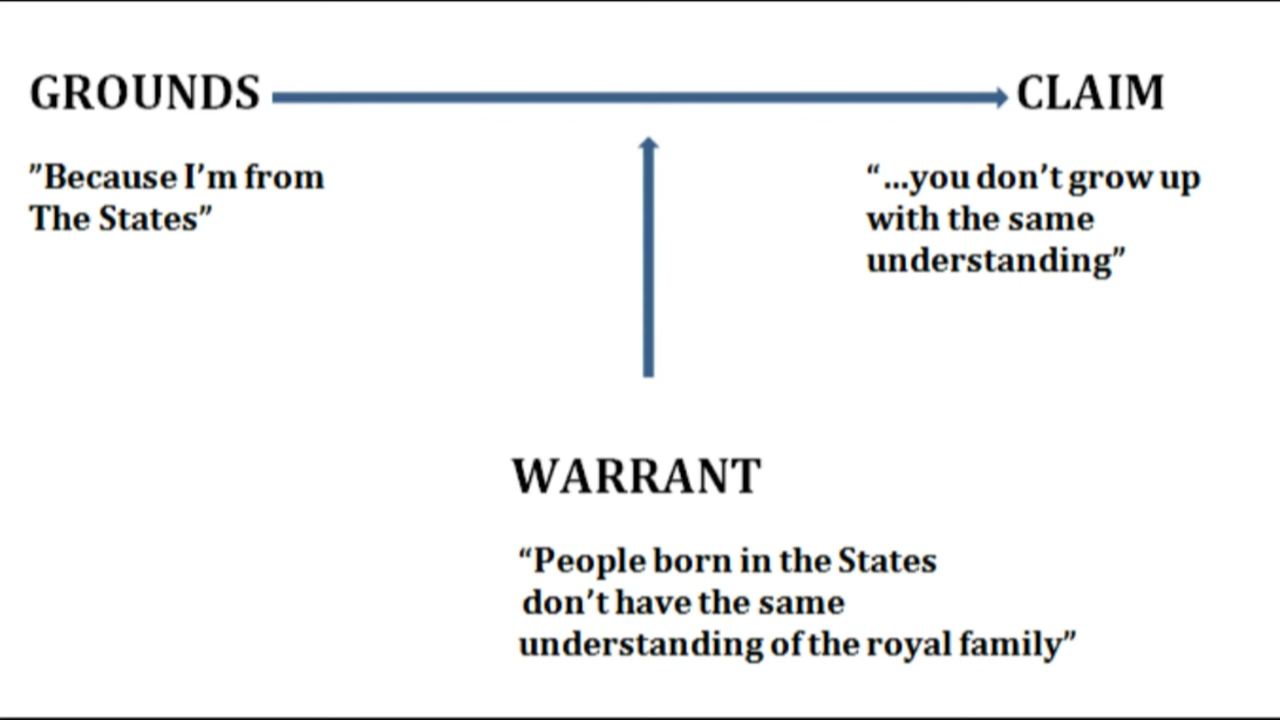 GROUNDS
CLAIM
”Because I’m from
The States”
“...you don’t grow up
with the same
understanding”
WARRANT
“People born in the States
don’t have the same
understanding of the royal family”